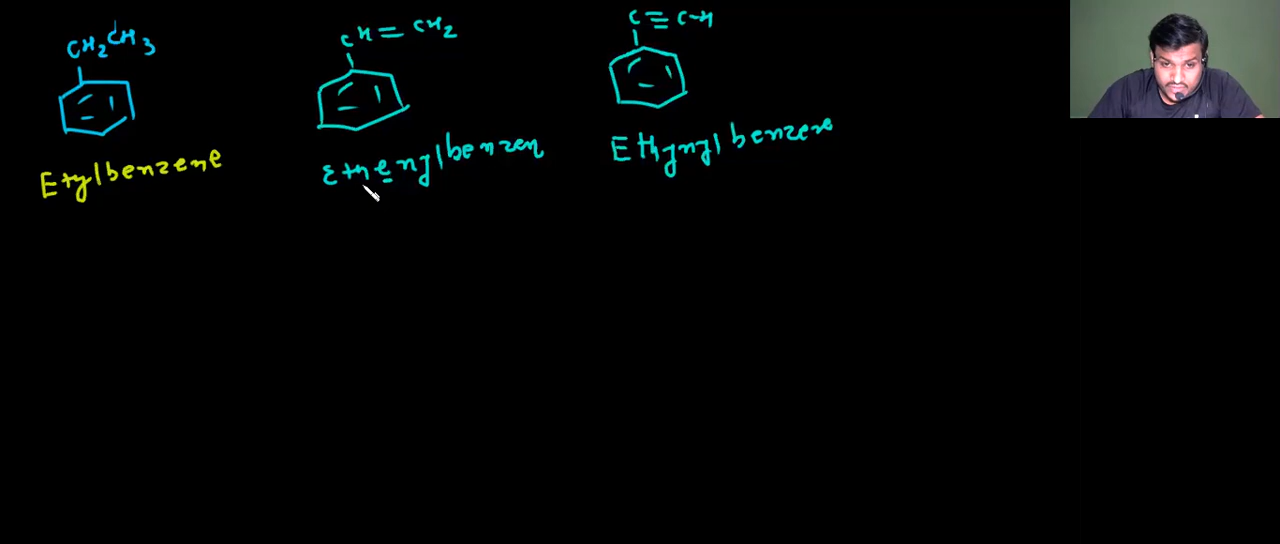 CH2CH3
CH=CH2
C≡C-H
Etylbenzene
Ethenylbenzen
Ethynylbenzene